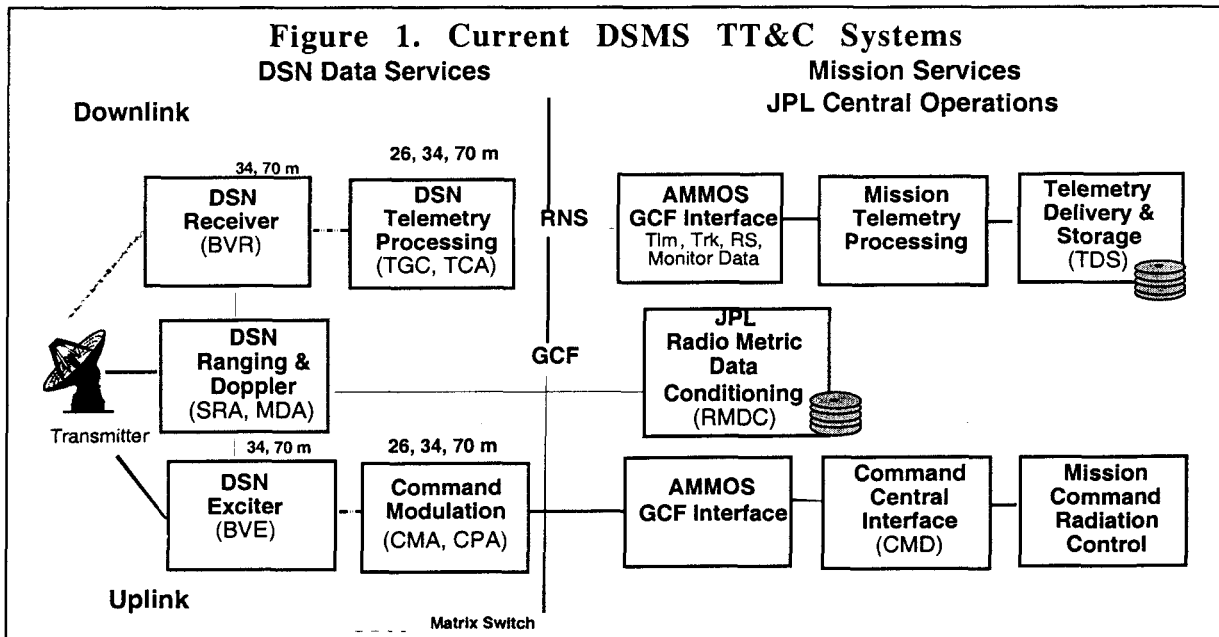 Figure 1. Current DSMS TT&C Systems
DSN Data Services
Mission Services
JPL Central Operations
Downlink
34, 70 m
DSN
Receiver
(BVR)
26, 34, 70 m
DSN
Telemetry
Processing
(TGC, TCA)
RNS
AMMOS
GCF Interface
Tlm, Trk, RS,
Monitor Data
Mission
Telemetry
Processing
Telemetry
Delivery &
Storage
(TDS)
Transmitter
DSN
Ranging &
Doppler
(SRA, MDA)
GCF
JPL
Radio Metric
Data
Conditioning
(RMDC)
34, 70 m
DSN
Exciter
(BVE)
26, 34, 70 m
Command
Modulation
(CMA, CPA)
AMMOS
GCF Interface
Command
Central
Interface
(CMD)
Mission
Command
Radiation
Control
Uplink
Matrix Switch